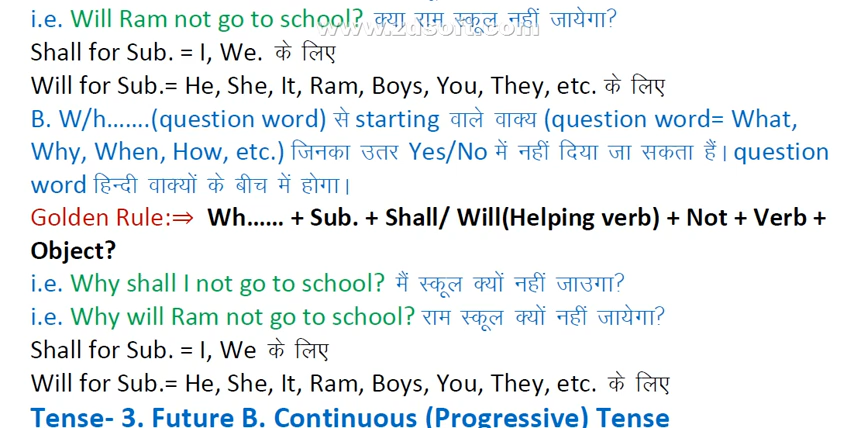 i.e. Will Ram not go to school? क्या राम स्कूल नहीं जायेगा?
www.zdsoft.com
Shall for Sub. = I, We. के लिए
Will for Sub.= He, She, It, Ram, Boys, You, They, etc. के लिए
B. W/h.......(question word) से starting वाले वाक्य (question word= What,
Why, When, How, etc.) जिनका उतर Yes/No में नहीं दिया जा सकता हैं। question
word हिन्दी वाक्यों के बीच में होगा।
Golden Rule:⇒ Wh...... + Sub. + Shall/ Will(Helping verb) + Not + Verb +
Object?
i.e. Why shall I not go to school? मैं स्कूल क्यों नहीं जाउगा?
i.e. Why will Ram not go to school? राम स्कूल क्यों नहीं जायेगा?
Shall for Sub. = I, We के लिए
Will for Sub.= He, She, It, Ram, Boys, You, They, etc. के लिए
Tense- 3. Future B. Continuous (Progressive) Tense